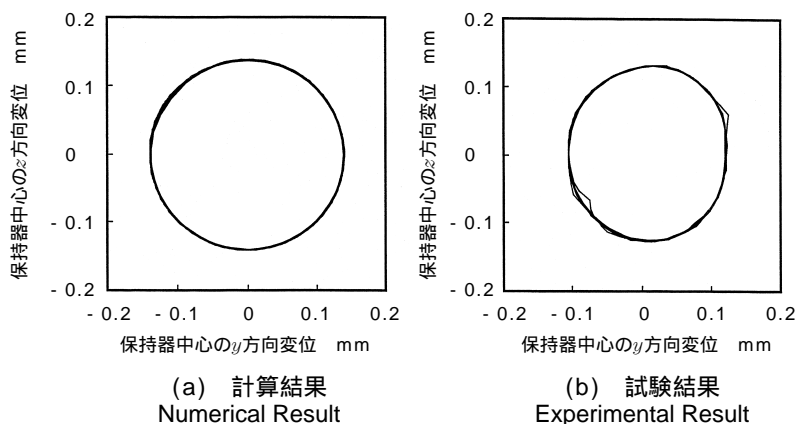 0.2
0.1
0
- 0.1
- 0.2
保持器中心のz方向変位 mm
- 0.2 - 0.1 0 0.1 0.2
保持器中心のy方向変位 mm
(a) 計算結果
Numerical Result
0.2
0.1
0
- 0.1
- 0.2
保持器中心のz方向変位 mm
- 0.2 - 0.1 0 0.1 0.2
保持器中心のy方向変位 mm
(b) 試験結果
Experimental Result